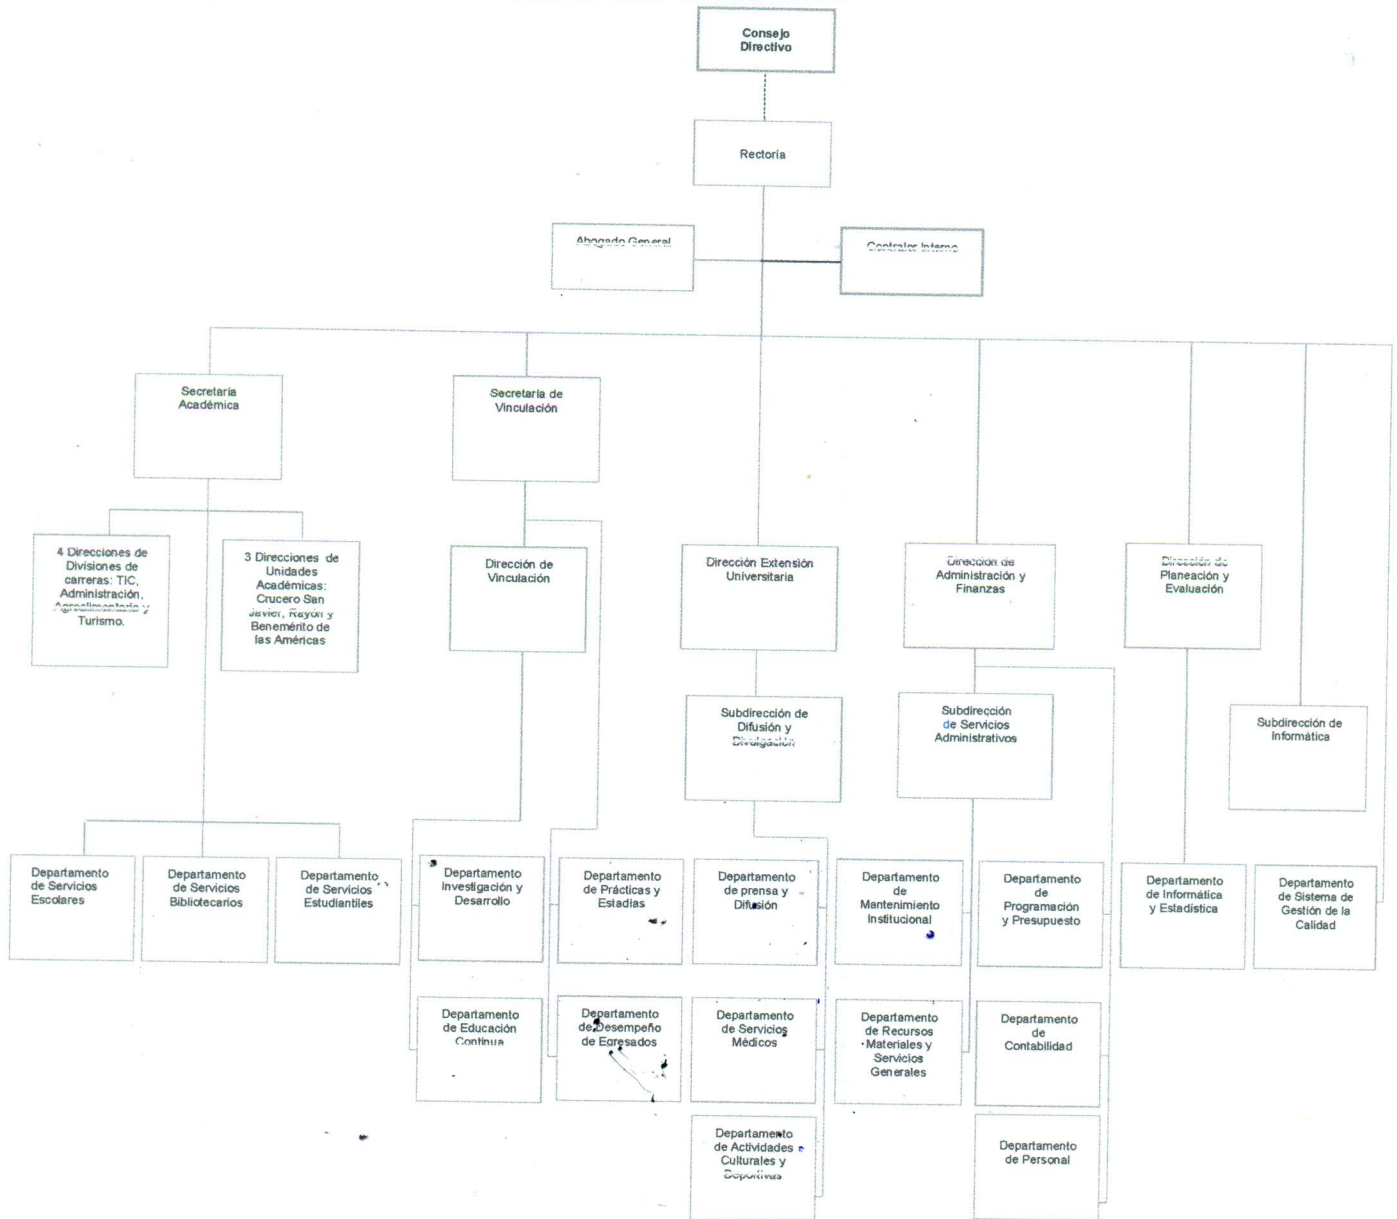 Consejo
Directivo
Rectoría
Abogado General
Contralor Interno
Secretaria
Académica
Secretaria de
Vinculación
4 Direcciones de
Divisiones de
carreras: TIC,
Administración,
Agroalimentario y
Turismo.
3 Direcciones de
Unidades
Académicas:
Crucero San
Javier, Rayón y
Benemérito de
las Américas
Dirección de
Vinculación
Dirección Extensión
Universitaria
Dirección de
Administración y
Finanzas
Dirección de
Planeación y
Evaluación
Subdirección de
Difusión y
Divulgación
Subdirección
de Servicios
Administrativos
Subdirección de
Informática
Departamento
de Servicios
Escolares
Departamento
de Servicios
Bibliotecarios
Departamento
de Servicios
Estudiantiles
Departamento
Investigación y
Desarrollo
Departamento
de Prácticas y
Estadías
Departamento
de prensa y
Difusión
Departamento
de
Mantenimiento
Institucional
Departamento
de
Programación
y Presupuesto
Departamento
de Informática
y Estadística
Departamento
de Sistema de
Gestión de la
Calidad
Departamento
de Educación
Continua
Departamento
de Desempeño
de Egresados
Departamento
de Servicios
Médicos
Departamento
de Recursos
Materiales y
Servicios
Generales
Departamento
de
Contabilidad
Departamento
de Actividades
Culturales y
Deportivas
Departamento
de Personal